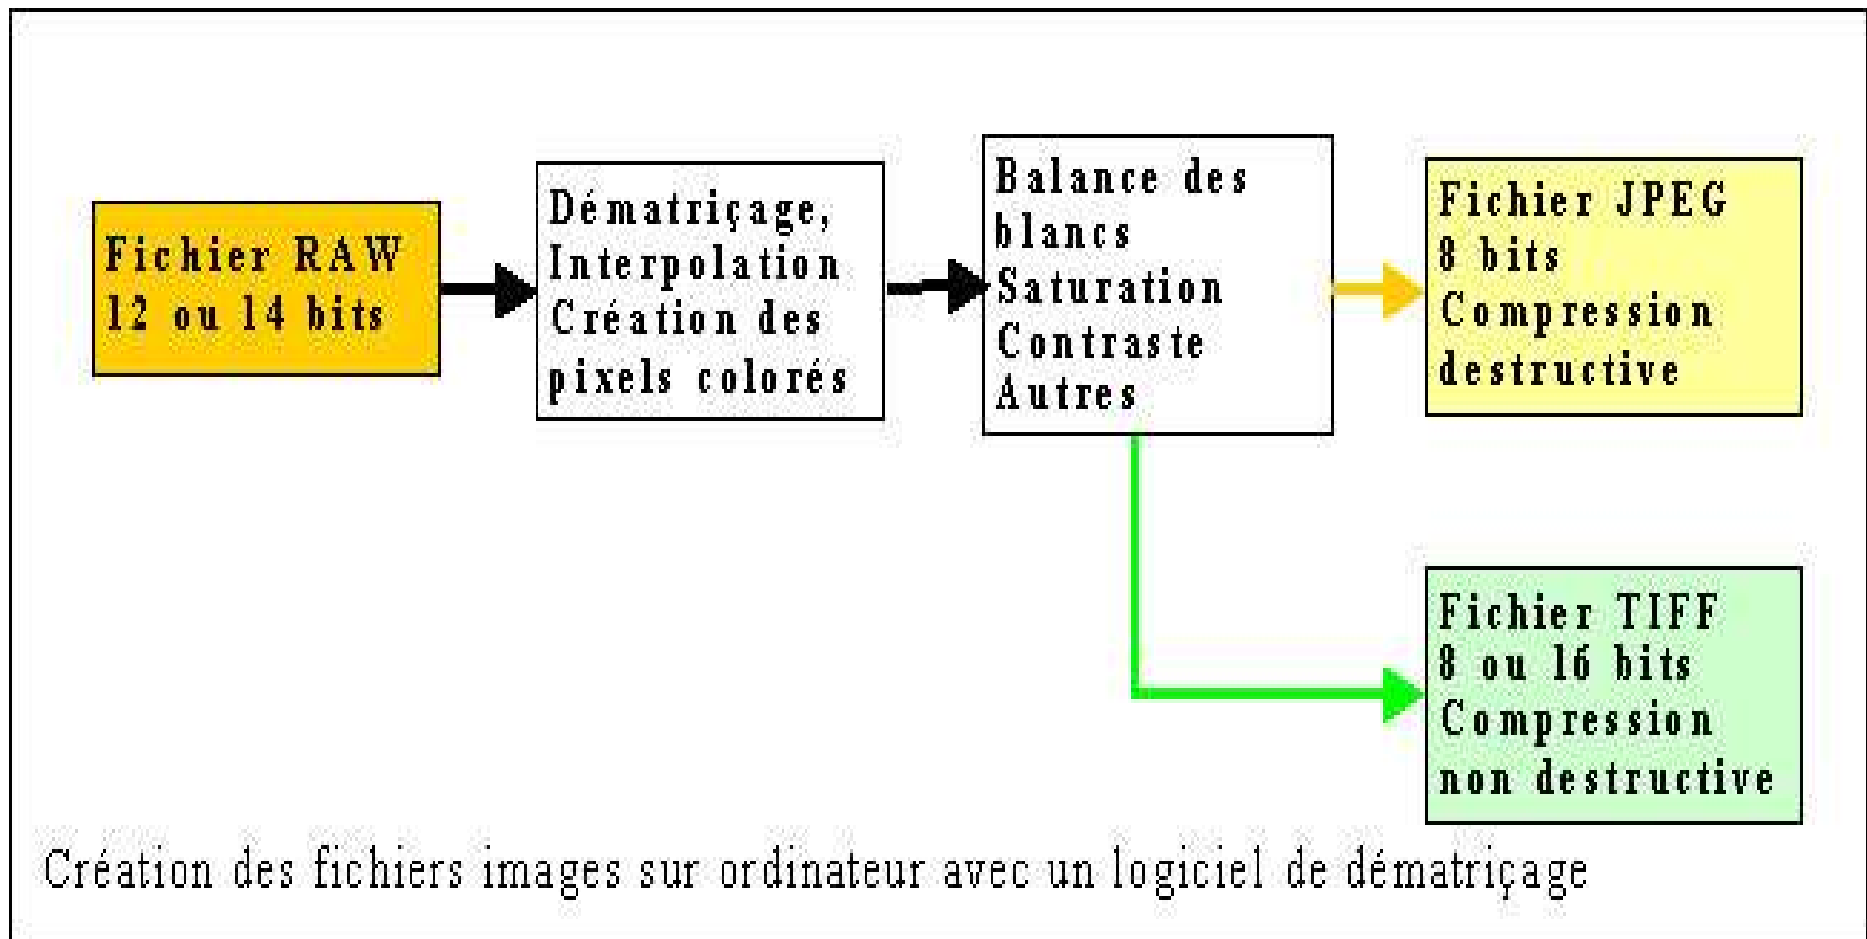 Fichier RAW
12 ou 14 bits
Dématriçage,
Interpolation
Création des
pixels colorés
Balance des
blancs
Saturation
Contraste
Autres
Fichier JPEG
8 bits
Compression
destructive
Fichier TIFF
8 ou 16 bits
Compression
non destructive
Création des fichiers images sur ordinateur avec un logiciel de dématriçage